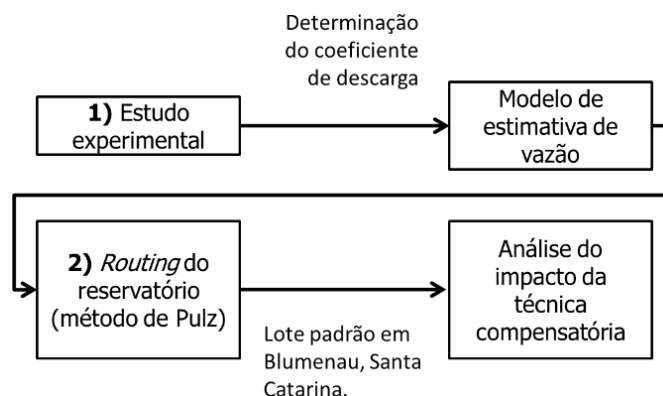 Determinação
do coeficiente
de descarga
1) Estudo
experimental
Modelo de
estimativa de
vazão
2) Routing do
reservatório
(método de Pulz)
Lote padrão em
Blumenau, Santa
Catarina.
Análise do
impacto da
técnica
compensatória